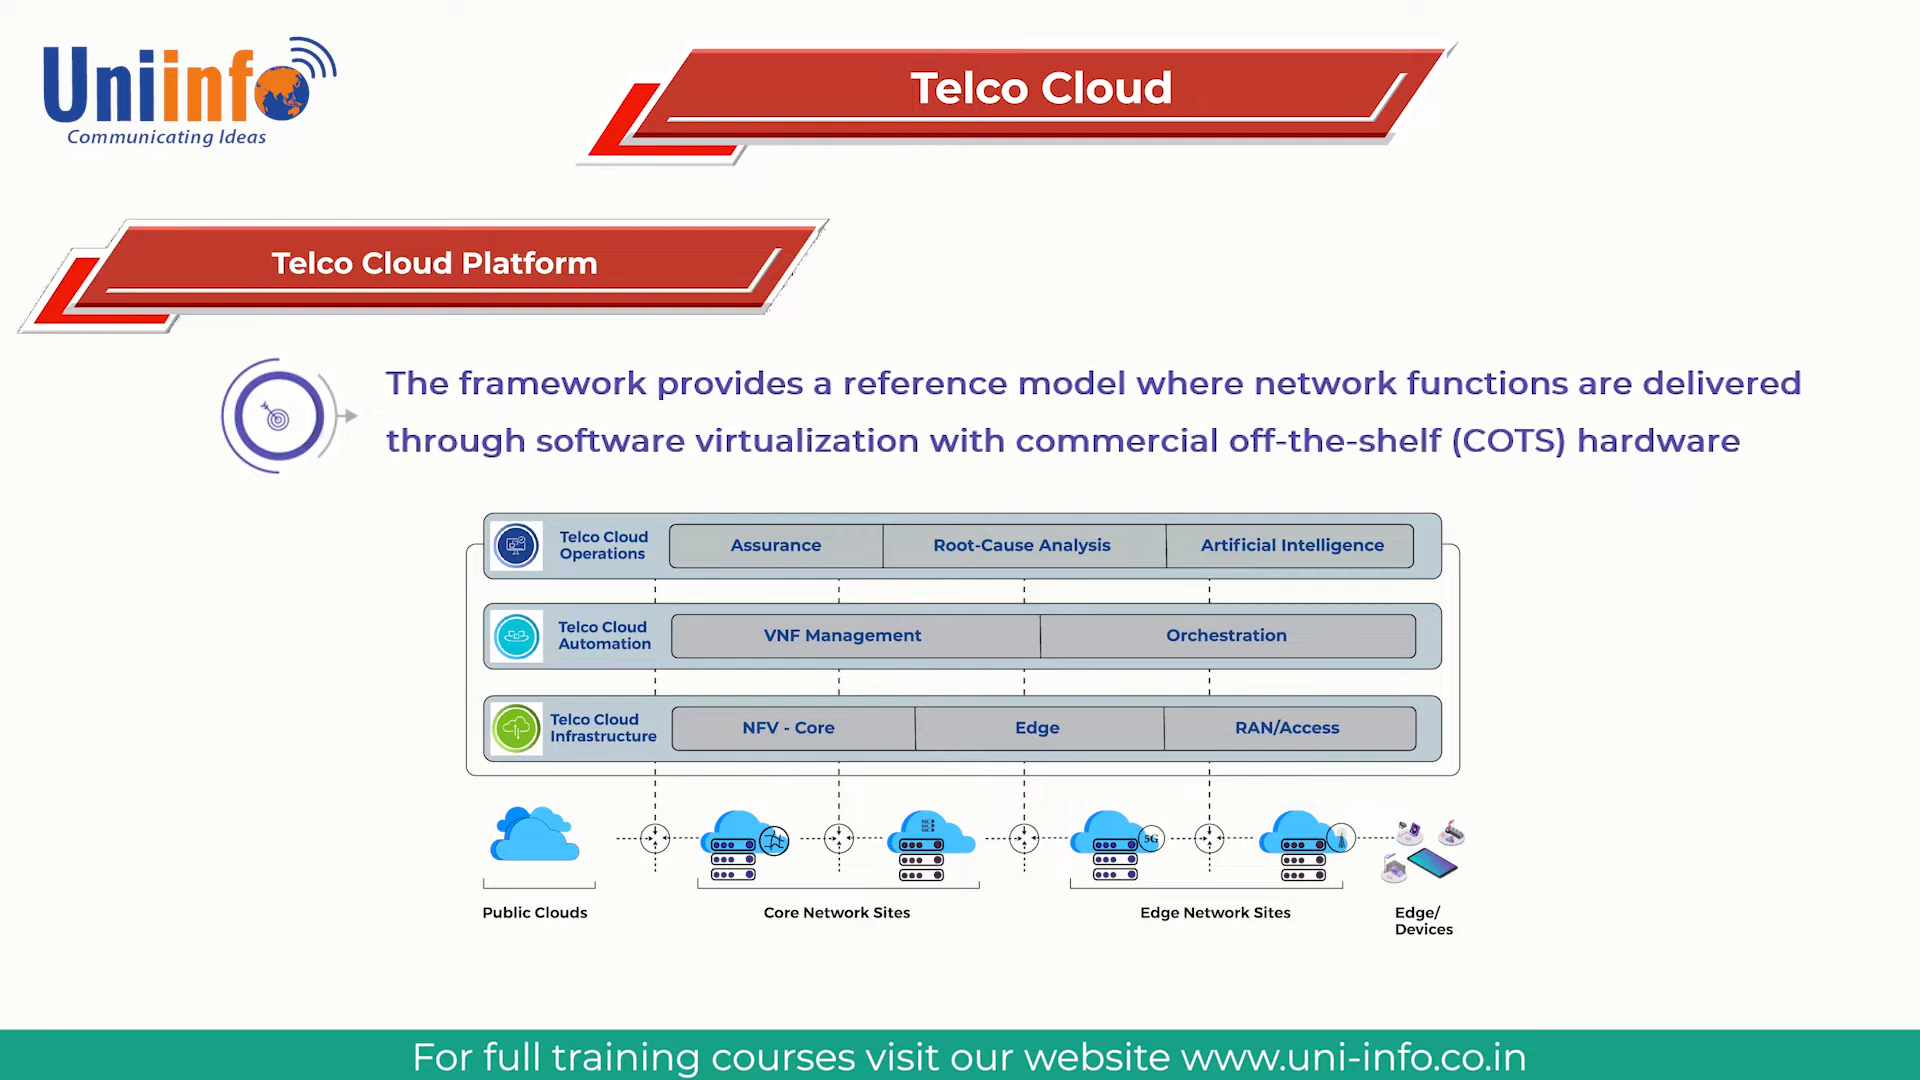 Uniinfo
Communicating Ideas
Telco Cloud
Telco Cloud Platform
The framework provides a reference model where network functions are delivered
through software virtualization with commercial off-the-shelf (COTS) hardware
Telco Cloud
Operations
Assurance
Root-Cause Analysis
Artificial Intelligence
Telco Cloud
Automation
VNF Management
Orchestration
Telco Cloud
Infrastructure
NFV - Core
Edge
RAN/Access
5G
Public Clouds
Core Network Sites
Edge Network Sites
Edge/
Devices
For full training courses visit our website www.uni-info.co.in